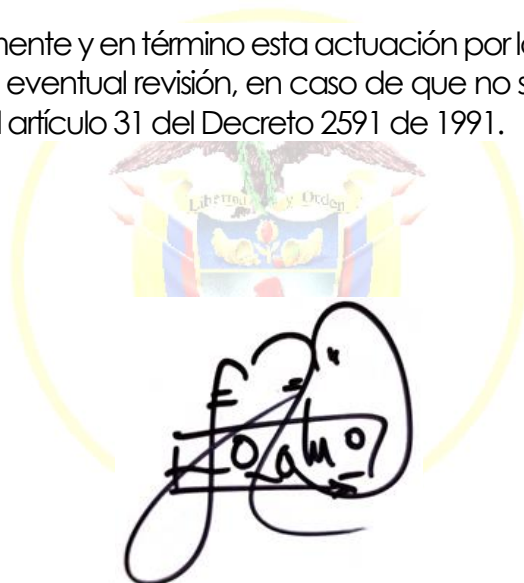 mente y en término esta actuación por l
eventual revisión, en caso de que no s
l artículo 31 del Decreto 2591 de 1991.
Libertad y Orden